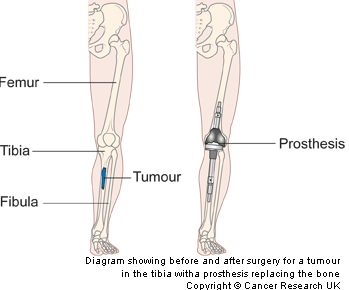 Femur
Tibia
Prosthesis
Tumour
Fibula
Diagram showing before and after surgery for a tumour
in the tibia witha prosthesis replacing the bone
Copyright © Cancer Research UK